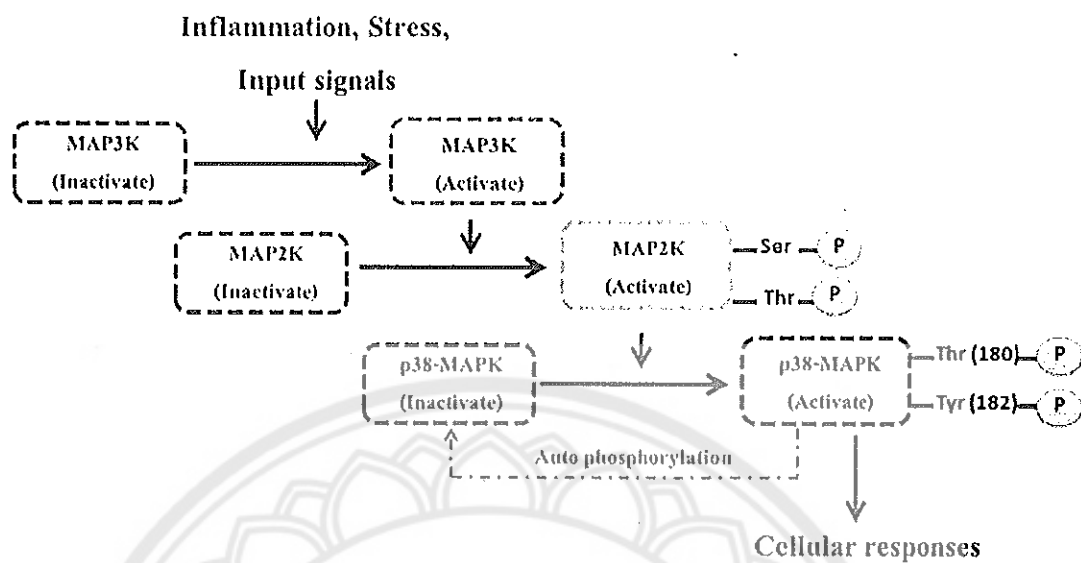 Inflammation, Stress,
Input signals
MAP3K
(Inactivate)
MAP3K
(Activate)
MAP2K
(Inactivate)
MAP2K
(Activate)
Ser
P
Thr
P
p38-MAPK
(Inactivate)
p38-MAPK
(Activate)
Thr (180)
P
Tyr (182)
P
Auto phosphorylation
Cellular responses